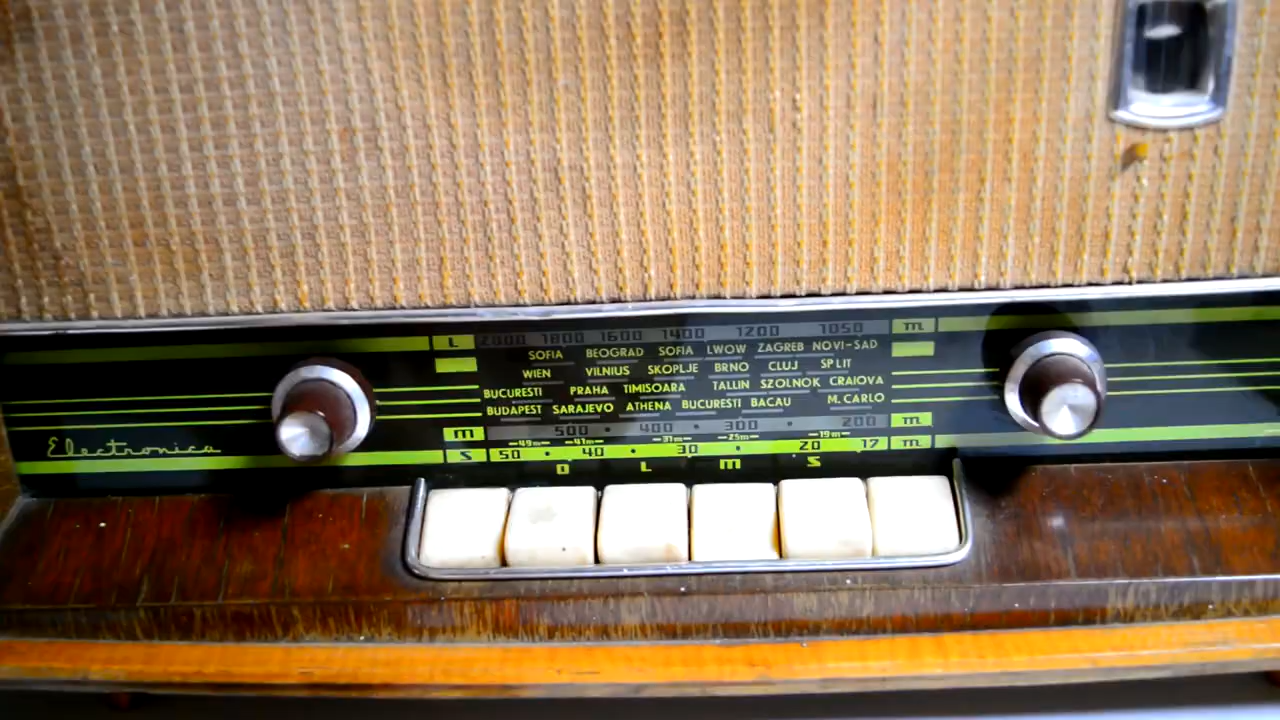 L 2000 1800 1600 1400 1200 1050 m
SOFIA BEOGRAD SOFIA LWOW ZAGREB NOVI-SAD
WIEN VILNIUS SKOPLJE BRNO CLUJ SPLIT
BUCURESTI PRAHA TIMISOARA TALLIN SZOLNOK CRAIOVA
BUDAPEST SARAJEVO ATHENA BUCURESTI BACAU M.CARLO
m 500 • 400 • 300 • 200 m
49m 41m 31m 25m 19m
Electronica
S 50 • 40 • 30 • 20 17 m
O L M S